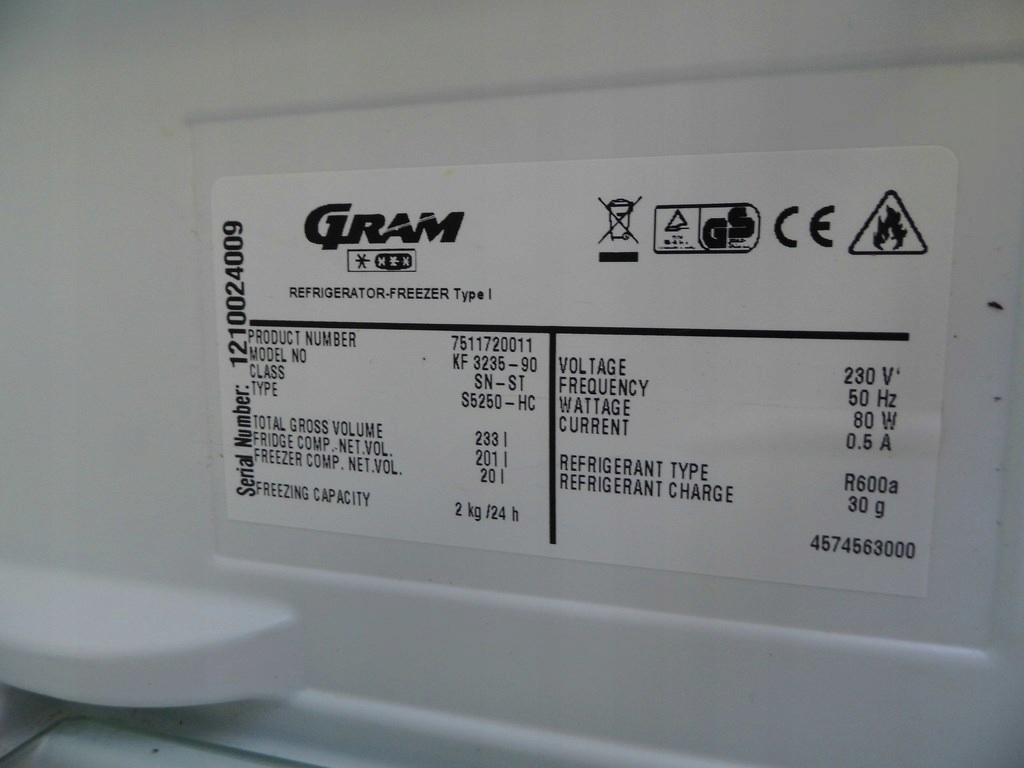 GRAM
REFRIGERATOR-FREEZER Type I
GS
CE
Serial Number: 1210024009
PRODUCT NUMBER 7511720011
MODEL NO KF 3235-90
CLASS SN-ST
TYPE S5250-HC
TOTAL GROSS VOLUME 233 l
FRIDGE COMP.-NET.VOL. 201 l
FREEZER COMP. NET.VOL. 20 l
FREEZING CAPACITY 2 kg /24 h
VOLTAGE 230 V
FREQUENCY 50 Hz
WATTAGE 80 W
CURRENT 0.5 A
REFRIGERANT TYPE R600a
REFRIGERANT CHARGE 30 g
4574563000